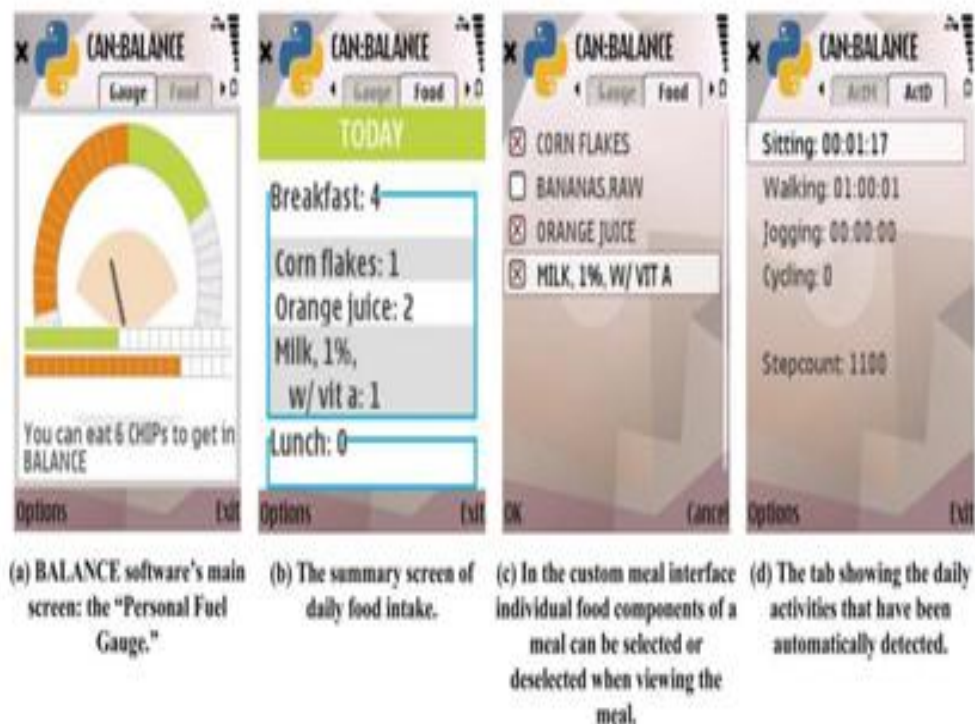 CAN:BALANCE
Gauge Food
You can eat 6 CHIPs to get in
BALANCE
Options Exit
(a) BALANCE software's main
screen: the “Personal Fuel
Gauge.”
CAN:BALANCE
Gauge Food
TODAY
Breakfast: 4
Corn flakes: 1
Orange juice: 2
Milk, 1%,
w/ vit a: 1
Lunch: 0
Options Exit
(b) The summary screen of
daily food intake.
CAN:BALANCE
Gauge Food
CORN FLAKES
BANANAS,RAW
ORANGE JUICE
MILK, 1%, W/ VIT A
OK Cancel
(c) In the custom meal interface
individual food components of a
meal can be selected or
deselected when viewing the
meal.
CAN:BALANCE
ActH ActD
Sitting: 00:01:17
Walking: 01:00:01
Jogging: 00:00:00
Cycling: 0
Stepcount: 1100
Options Exit
(d) The tab showing the daily
activities that have been
automatically detected.